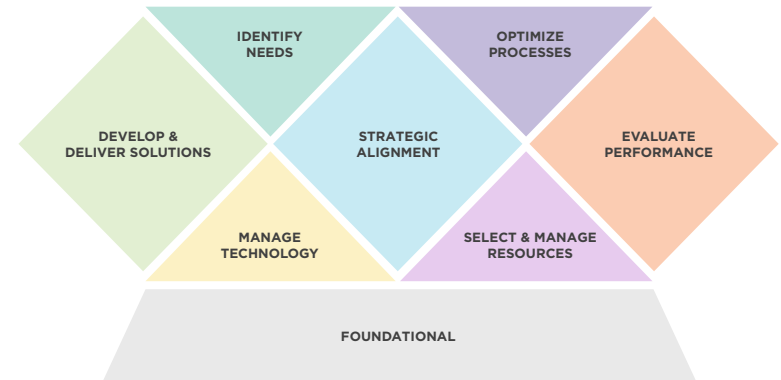 IDENTIFY
NEEDS
OPTIMIZE
PROCESSES
DEVELOP &
DELIVER SOLUTIONS
STRATEGIC
ALIGNMENT
EVALUATE
PERFORMANCE
MANAGE
TECHNOLOGY
SELECT & MANAGE
RESOURCES
FOUNDATIONAL